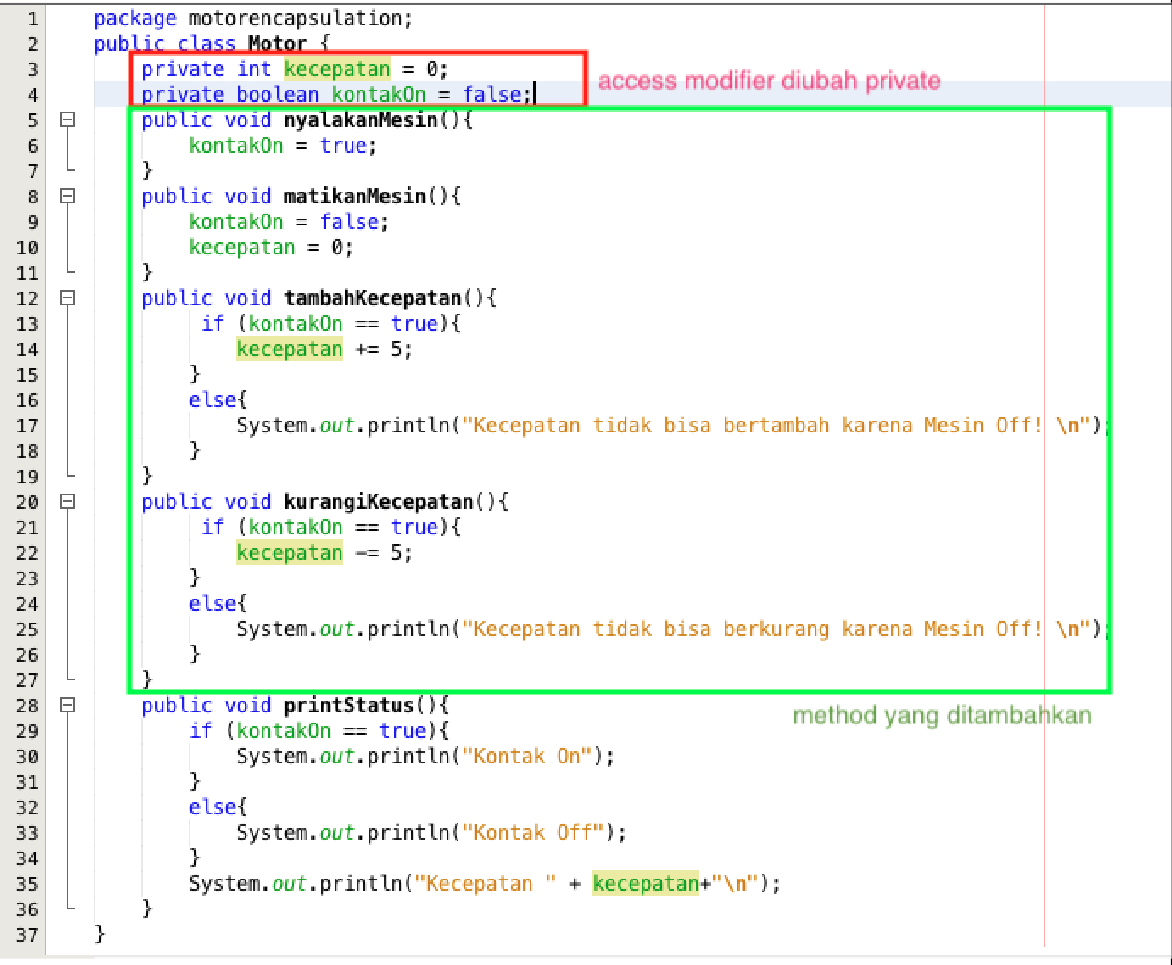 1 package motorencapsulation;
2 public class Motor {
3 private int kecepatan = 0;
access modifier diubah private
4 private boolean kontakOn = false;
5 public void nyalakanMesin(){
6 kontakOn = true;
7 }
8 public void matikanMesin(){
9 kontakOn = false;
10 kecepatan = 0;
11 }
12 public void tambahKecepatan(){
13 if (kontakOn == true){
14 kecepatan += 5;
15 }
16 else{
17 System.out.println("Kecepatan tidak bisa bertambah karena Mesin Off! \n");
18 }
19 }
20 public void kurangiKecepatan(){
21 if (kontakOn == true){
22 kecepatan -= 5;
23 }
24 else{
25 System.out.println("Kecepatan tidak bisa berkurang karena Mesin Off! \n");
26 }
27 }
28 public void printStatus(){
method yang ditambahkan
29 if (kontakOn == true){
30 System.out.println("Kontak On");
31 }
32 else{
33 System.out.println("Kontak Off");
34 }
35 System.out.println("Kecepatan " + kecepatan+"\n");
36 }
37 }